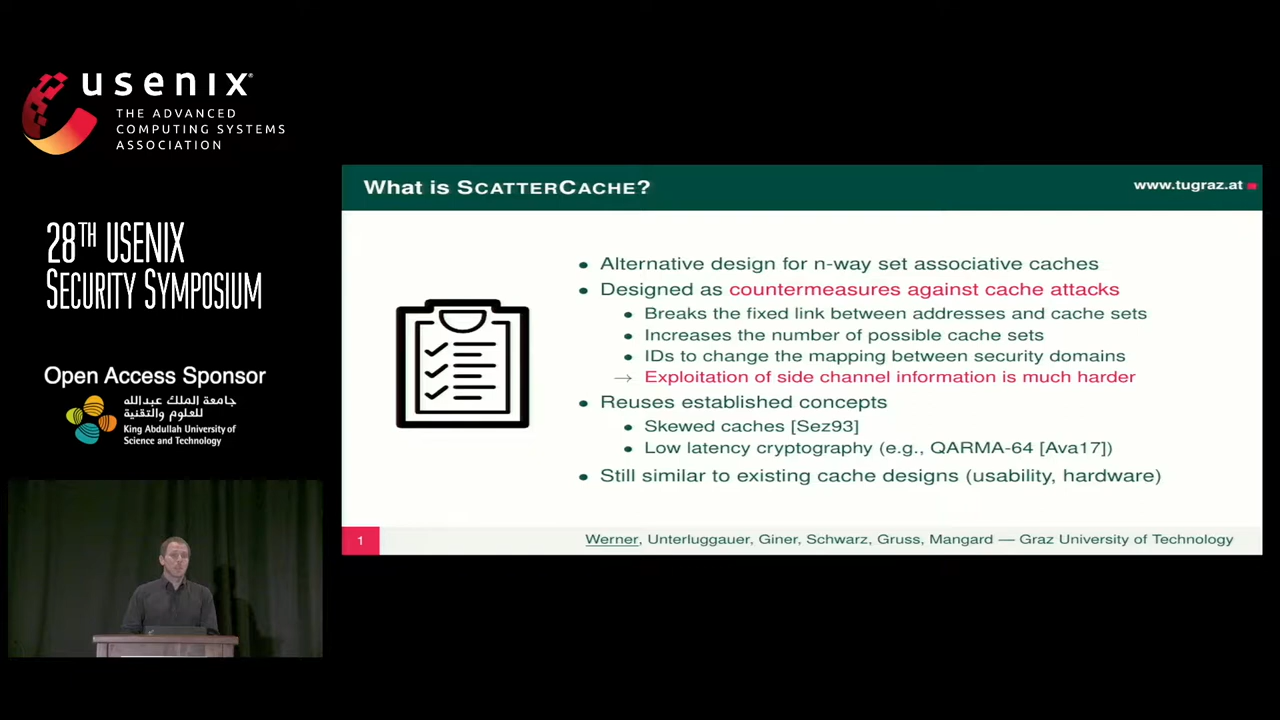 usenix®
THE ADVANCED
COMPUTING SYSTEMS
ASSOCIATION
28TH USENIX
SECURITY SYMPOSIUM
Open Access Sponsor
جامعة الملك عبدالله
للعلوم والتقنية
King Abdullah University of
Science and Technology
What is SCATTERCACHE?
www.tugraz.at
• Alternative design for n-way set associative caches
• Designed as countermeasures against cache attacks
• Breaks the fixed link between addresses and cache sets
• Increases the number of possible cache sets
• IDs to change the mapping between security domains
→ Exploitation of side channel information is much harder
• Reuses established concepts
• Skewed caches [Sez93]
• Low latency cryptography (e.g., QARMA-64 [Ava17])
• Still similar to existing cache designs (usability, hardware)
1
Werner, Unterluggauer, Giner, Schwarz, Gruss, Mangard — Graz University of Technology